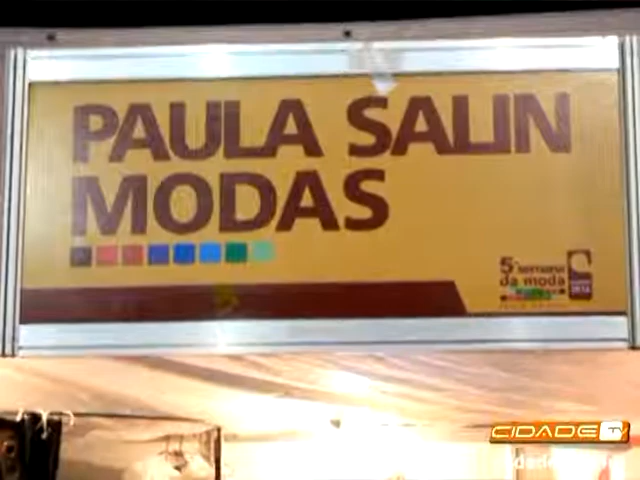 PAULA SALIN
MODAS
5ª semana
da moda
CIDADE TV